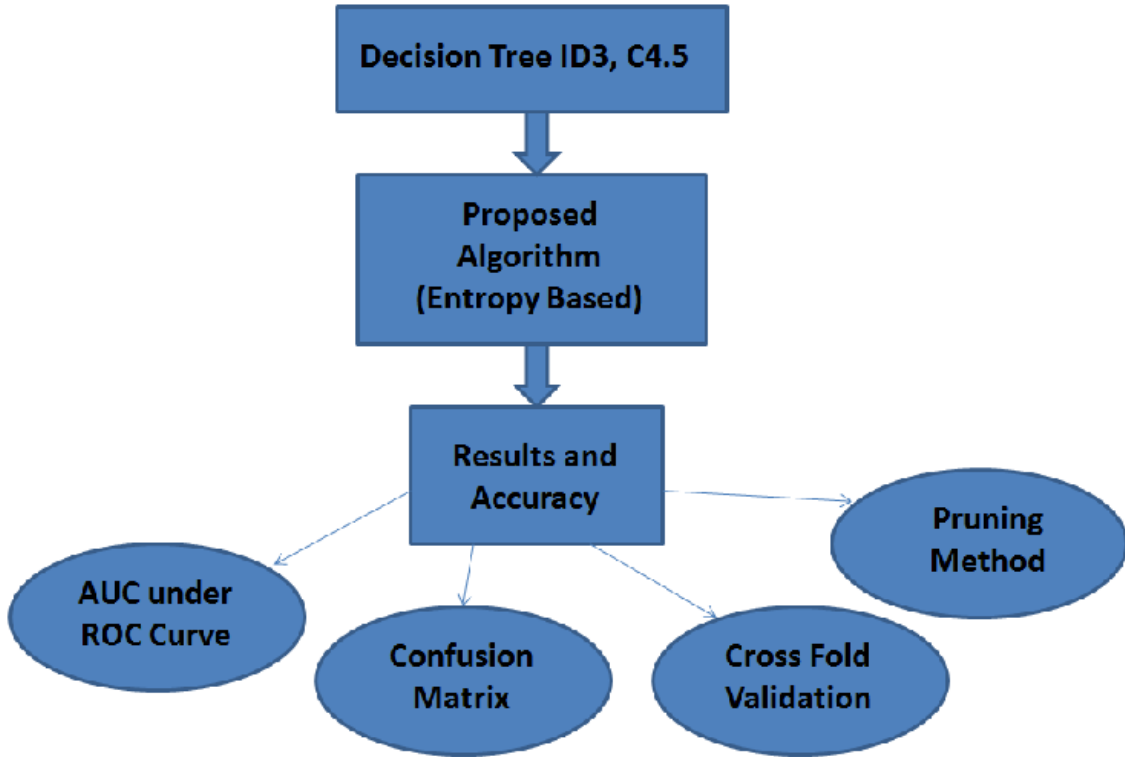 Decision Tree ID3, C4.5
Proposed
Algorithm
(Entropy Based)
Results and
Accuracy
Pruning
Method
AUC under
ROC Curve
Confusion
Matrix
Cross Fold
Validation